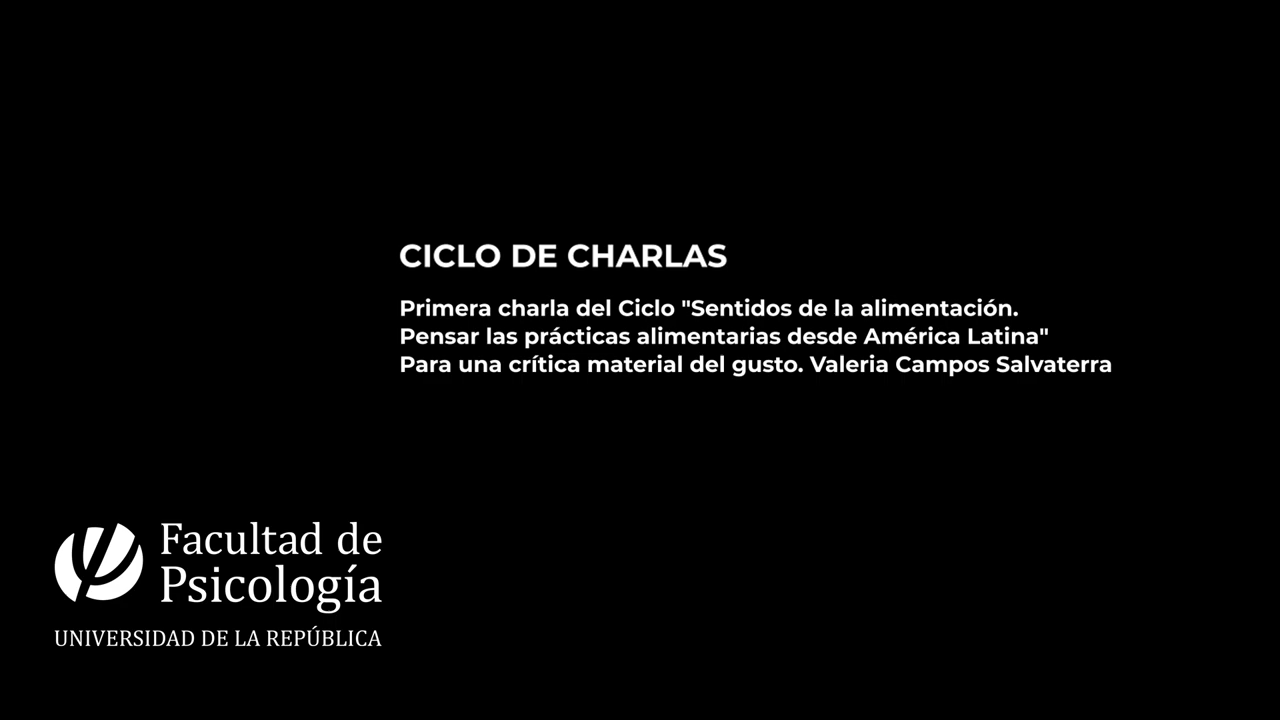 CICLO DE CHARLAS
Primera charla del Ciclo "Sentidos de la alimentación.
Pensar las prácticas alimentarias desde América Latina"
Para una crítica material del gusto. Valeria Campos Salvaterra
Facultad de
Psicología
UNIVERSIDAD DE LA REPÚBLICA